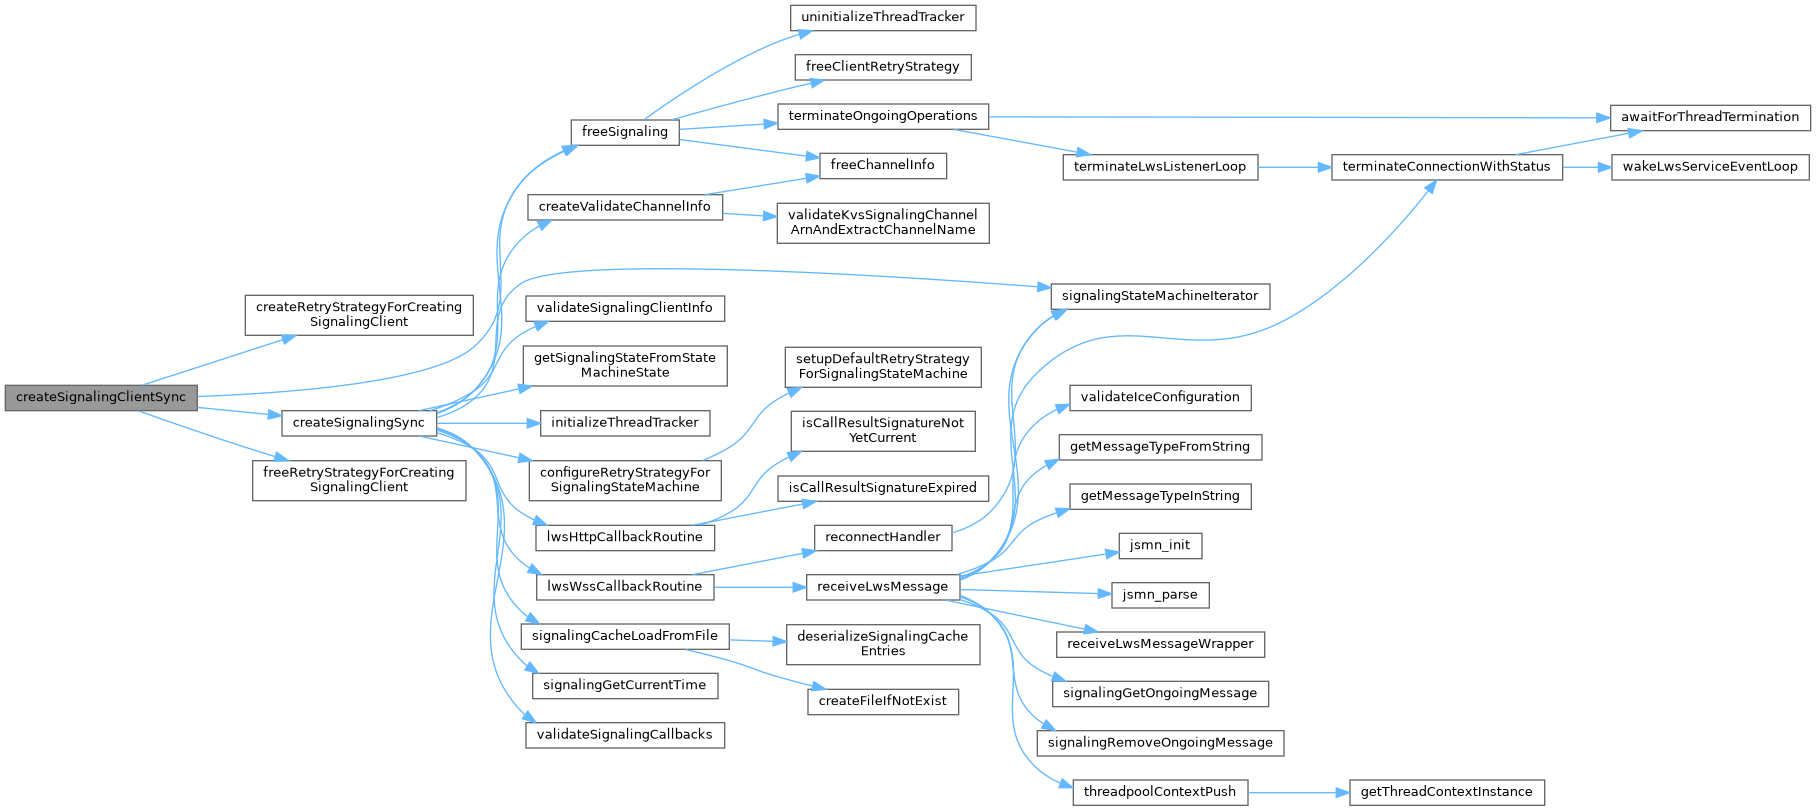 createSignalingClientSync
createRetryStrategyForCreating
SignalingClient
createSignalingSync
freeRetryStrategyForCreating
SignalingClient
freeSignaling
createValidateChannelInfo
validateSignalingClientInfo
getSignalingStateFromState
MachineState
initializeThreadTracker
configureRetryStrategyFor
SignalingStateMachine
lwsHttpCallbackRoutine
lwsWssCallbackRoutine
signalingCacheLoadFromFile
signalingGetCurrentTime
validateSignalingCallbacks
uninitializeThreadTracker
freeClientRetryStrategy
terminateOngoingOperations
freeChannelInfo
validateKvsSignalingChannel
ArnAndExtractChannelName
setupDefaultRetryStrategy
ForSignalingStateMachine
isCallResultSignatureNot
YetCurrent
isCallResultSignatureExpired
reconnectHandler
receiveLwsMessage
deserializeSignalingCache
Entries
createFileIfNotExist
terminateLwsListenerLoop
signalingStateMachineIterator
validateIceConfiguration
getMessageTypeFromString
getMessageTypeInString
jsmn_init
jsmn_parse
receiveLwsMessageWrapper
signalingGetOngoingMessage
signalingRemoveOngoingMessage
threadpoolContextPush
terminateConnectionWithStatus
getThreadContextInstance
awaitForThreadTermination
wakeLwsServiceEventLoop